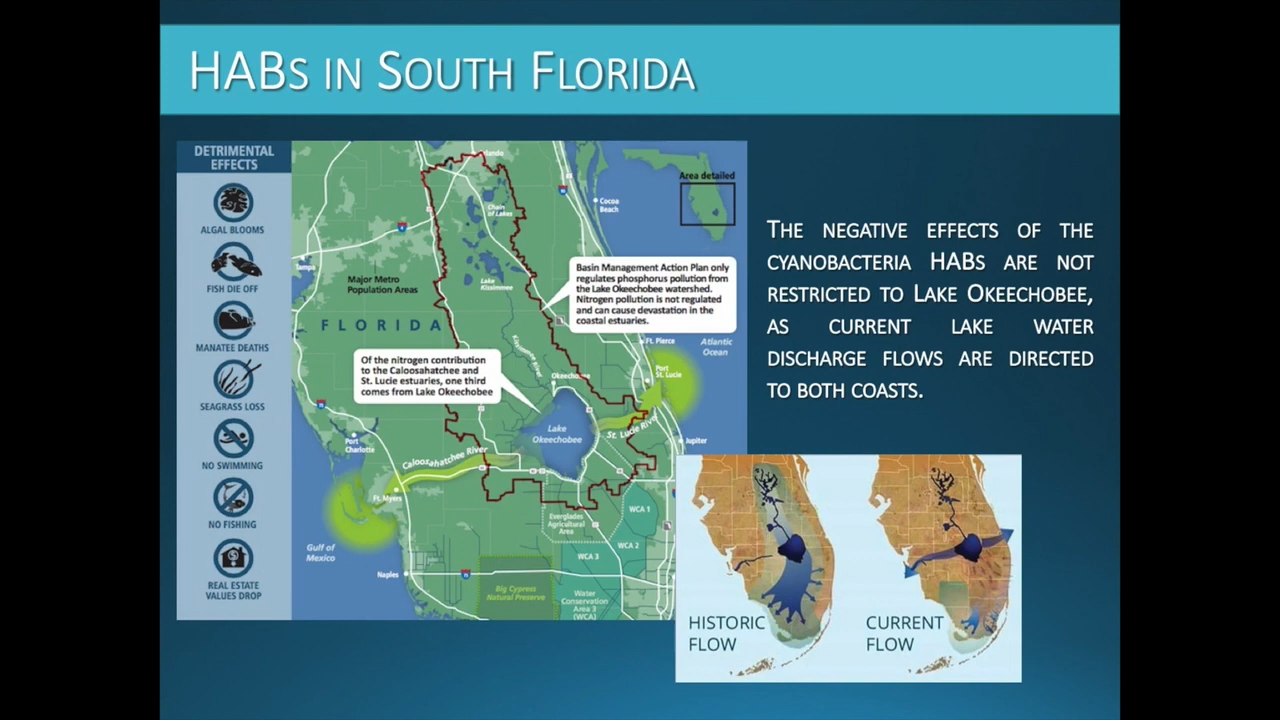 HABS IN SOUTH FLORIDA
DETRIMENTAL
EFFECTS
ALGAL BLOOMS
FISH DIE OFF
MANATEE DEATHS
SEAGRASS LOSS
NO SWIMMING
NO FISHING
REAL ESTATE
VALUES DROP
Chain
of Lakes
Cocoa
Beach
Area detailed
Tampa
Major Metro
Population Areas
Lake
Kissimmee
FLORIDA
Basin Management Action Plan only
regulates phosphorus pollution from
the Lake Okeechobee watershed.
Nitrogen pollution is not regulated
and can cause devastation in the
coastal estuaries.
Of the nitrogen contribution
to the Caloosahatchee and
St. Lucie estuaries, one third
comes from Lake Okeechobee
Ft. Pierce
Atlantic
Ocean
Port
St. Lucie
Lake
Okeechobee
Jupiter
Port
Charlotte
Caloosahatchee River
Ft. Myers
Everglades
Agricultural
Area
WCA 1
WCA 2
WCA 3
Gulf of
Mexico
Naples
Big Cypress
Natural Preserve
Water
Conservation
Area 3
(WCA)
THE NEGATIVE EFFECTS OF THE
CYANOBACTERIA HABS ARE NOT
RESTRICTED TO LAKE OKEECHOBEE,
AS CURRENT LAKE WATER
DISCHARGE FLOWS ARE DIRECTED
TO BOTH COASTS.
HISTORIC
FLOW
CURRENT
FLOW